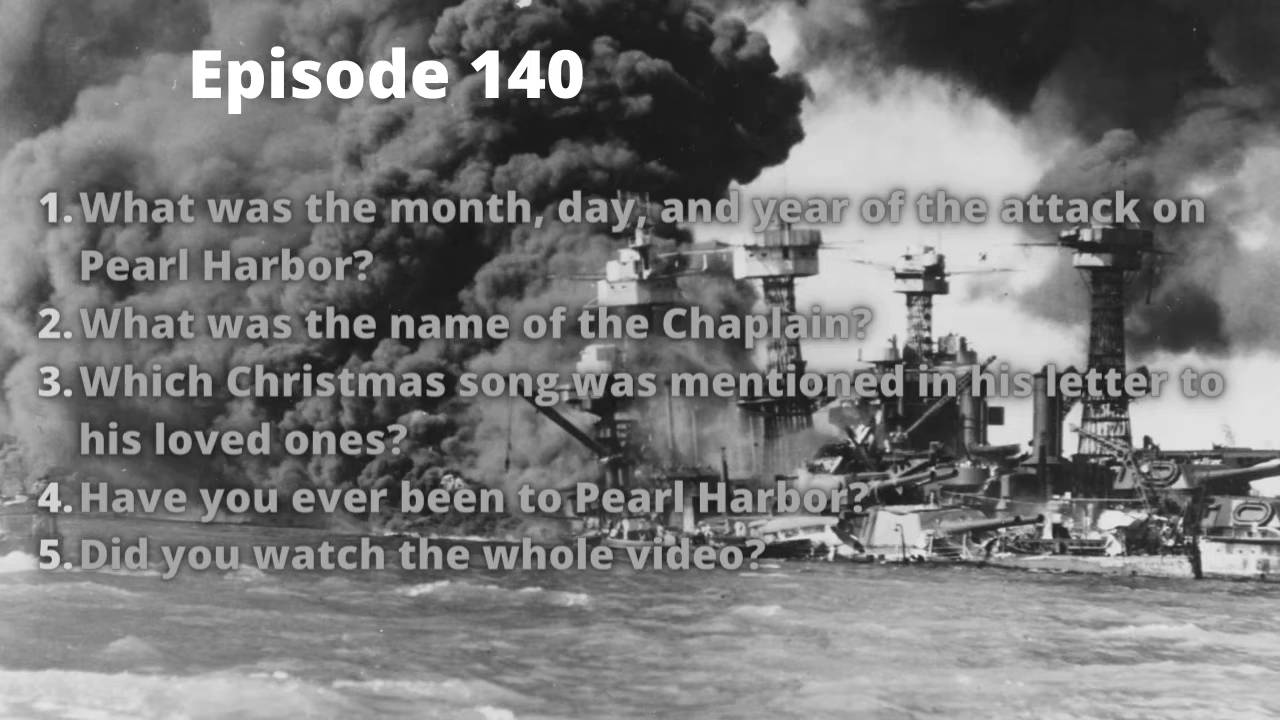 Episode 140
1. What was the month, day, and year of the attack on
Pearl Harbor?
2. What was the name of the Chaplain?
3. Which Christmas song was mentioned in his letter to
his loved ones?
4. Have you ever been to Pearl Harbor?
5. Did you watch the whole video?
10